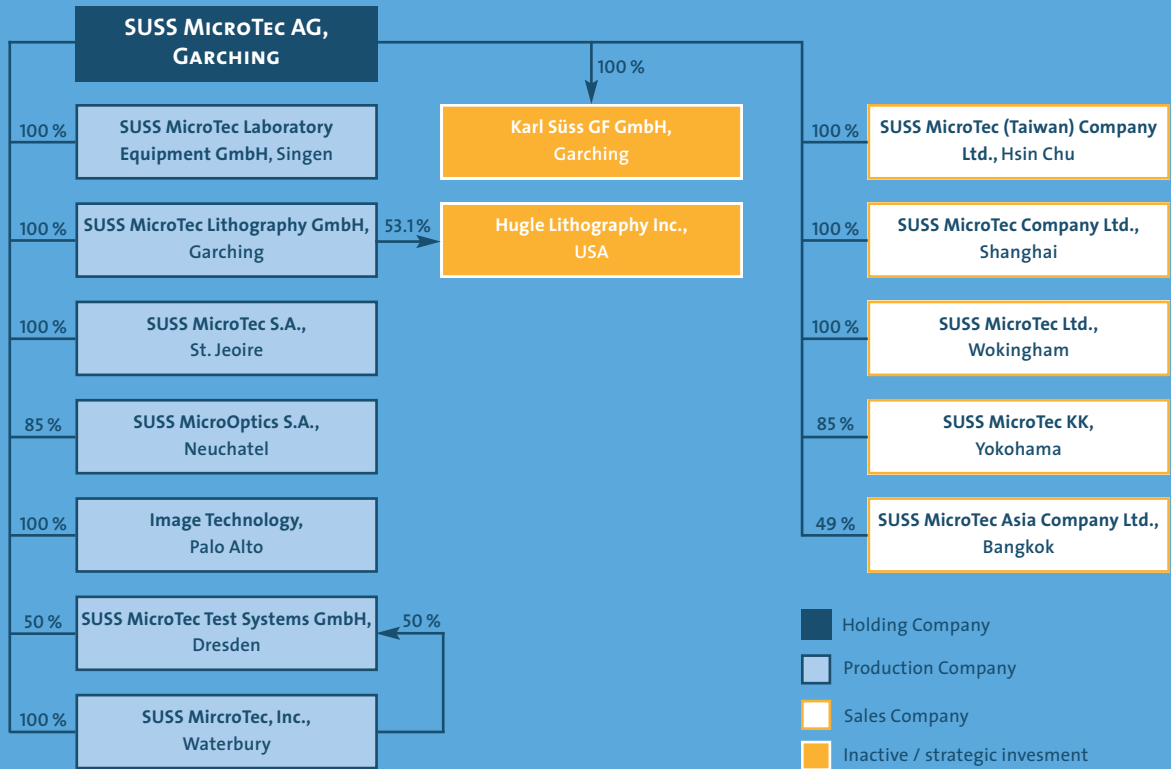 SUSS MicroTec AG,
Garching
100 %
SUSS MicroTec Laboratory
Equipment GmbH, Singen
100 %
SUSS MicroTec Lithography GmbH,
Garching
100 %
SUSS MicroTec S.A.,
St. Jeoire
85 %
SUSS MicroOptics S.A.,
Neuchatel
100 %
Image Technology,
Palo Alto
50 %
SUSS MicroTec Test Systems GmbH,
Dresden
50 %
100 %
SUSS MircroTec, Inc.,
Waterbury
100 %
Karl Süss GF GmbH,
Garching
53.1 %
Hugle Lithography Inc.,
USA
100 %
SUSS MicroTec (Taiwan) Company
Ltd., Hsin Chu
100 %
SUSS MicroTec Company Ltd.,
Shanghai
100 %
SUSS MicroTec Ltd.,
Wokingham
85 %
SUSS MicroTec KK,
Yokohama
49 %
SUSS MicroTec Asia Company Ltd.,
Bangkok
Holding Company
Production Company
Sales Company
Inactive / strategic invesment